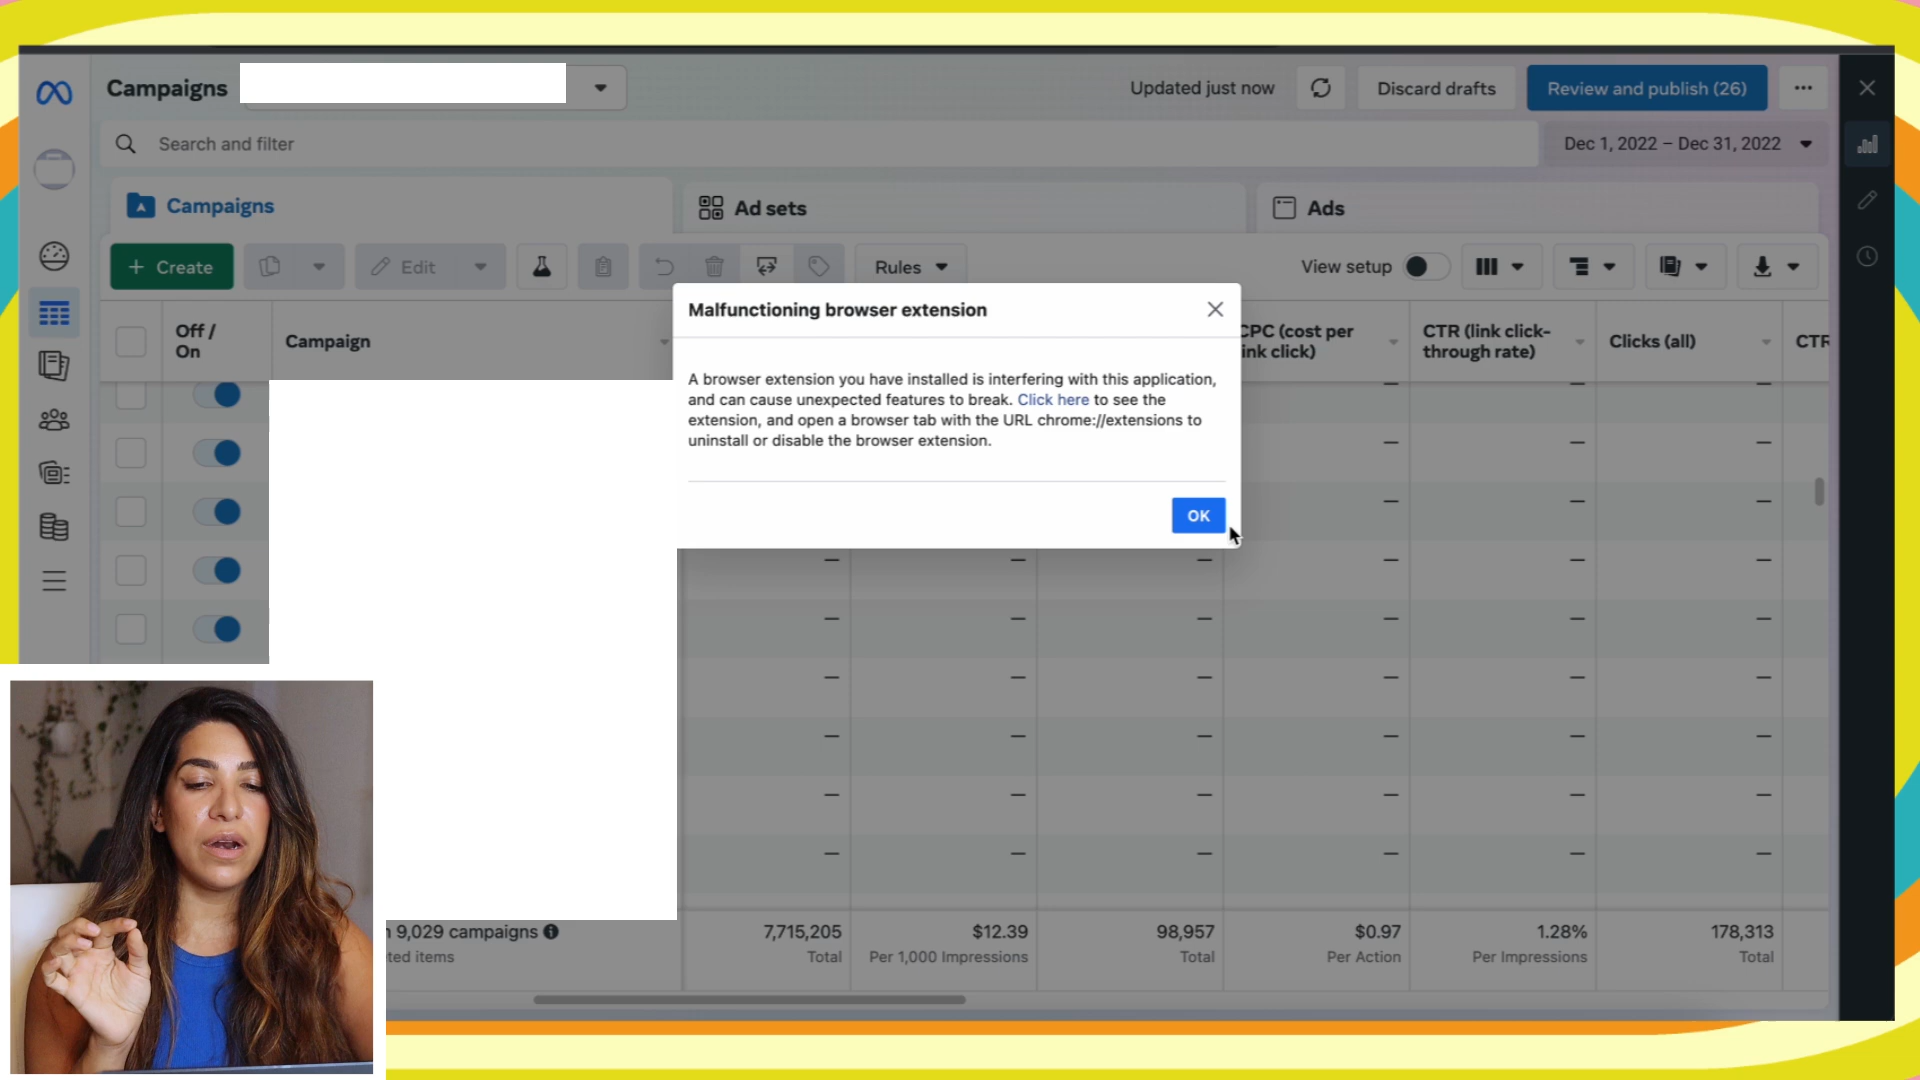 Campaigns
Updated just now
Discard drafts
Review and publish (26)
Search and filter
Dec 1, 2022 – Dec 31, 2022
Campaigns
Ad sets
Ads
+ Create
Edit
Rules
View setup
Off /
On
Campaign
CPC (cost per
ink click)
CTR (link click-
through rate)
Clicks (all)
CTR
Malfunctioning browser extension
A browser extension you have installed is interfering with this application,
and can cause unexpected features to break. Click here to see the
extension, and open a browser tab with the URL chrome://extensions to
uninstall or disable the browser extension.
OK
9,029 campaigns
ted items
7,715,205
Total
$12.39
Per 1,000 Impressions
98,957
Total
$0.97
Per Action
1.28%
Per Impressions
178,313
Total